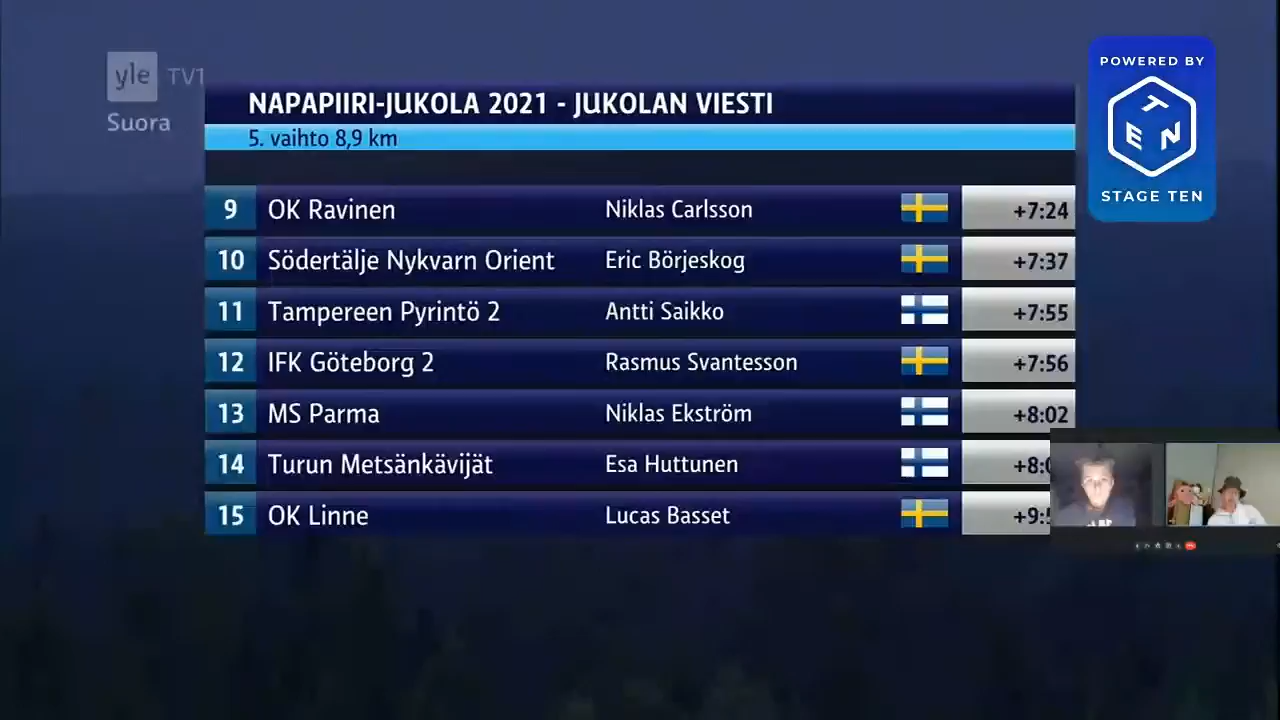 yle TV1
Suora
POWERED BY
TEN
STAGE TEN
NAPAPIIRI-JUKOLA 2021 - JUKOLAN VIESTI
5. vaihto 8,9 km
9 OK Ravinen Niklas Carlsson +7:24
10 Södertälje Nykvarn Orient Eric Börjeskog +7:37
11 Tampereen Pyrintö 2 Antti Saikko +7:55
12 IFK Göteborg 2 Rasmus Svantesson +7:56
13 MS Parma Niklas Ekström +8:02
14 Turun Metsänkävijät Esa Huttunen
15 OK Linne Lucas Basset